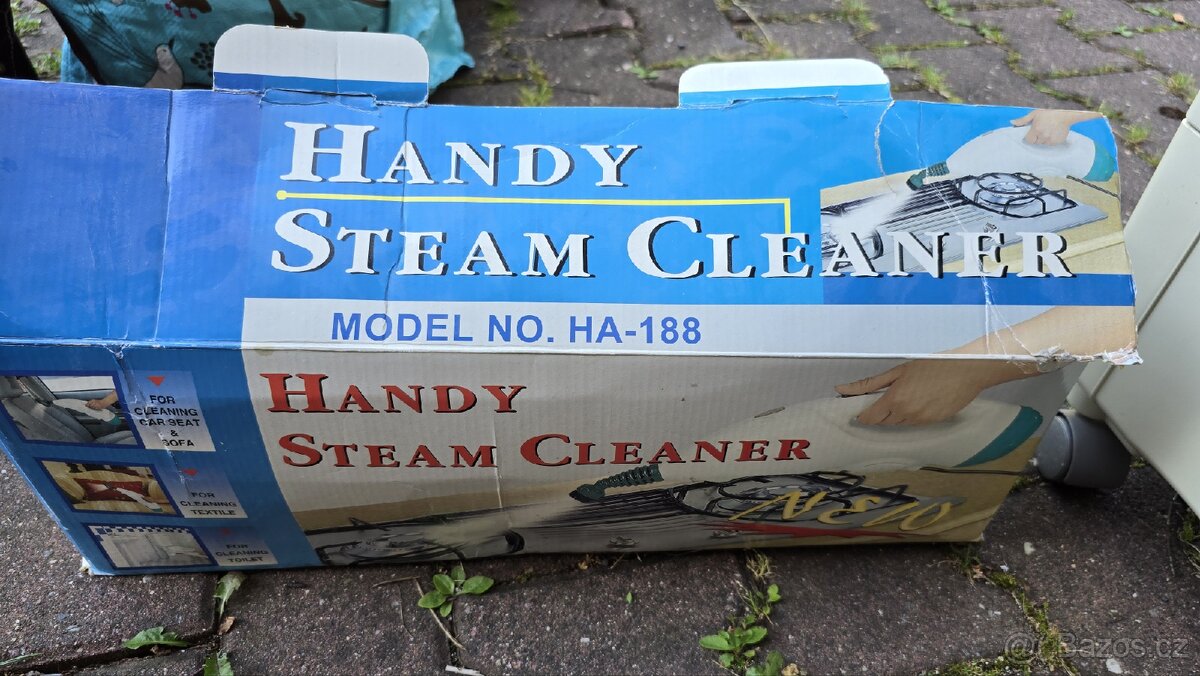 HANDY
STEAM CLEANER
MODEL NO. HA-188
HANDY
STEAM CLEANER
NEW
FOR
CLEANING
CAR SEAT
&
SOFA
FOR
CLEANING
TEXTILE
FOR
CLEANING
TOILET
Bazos.cz